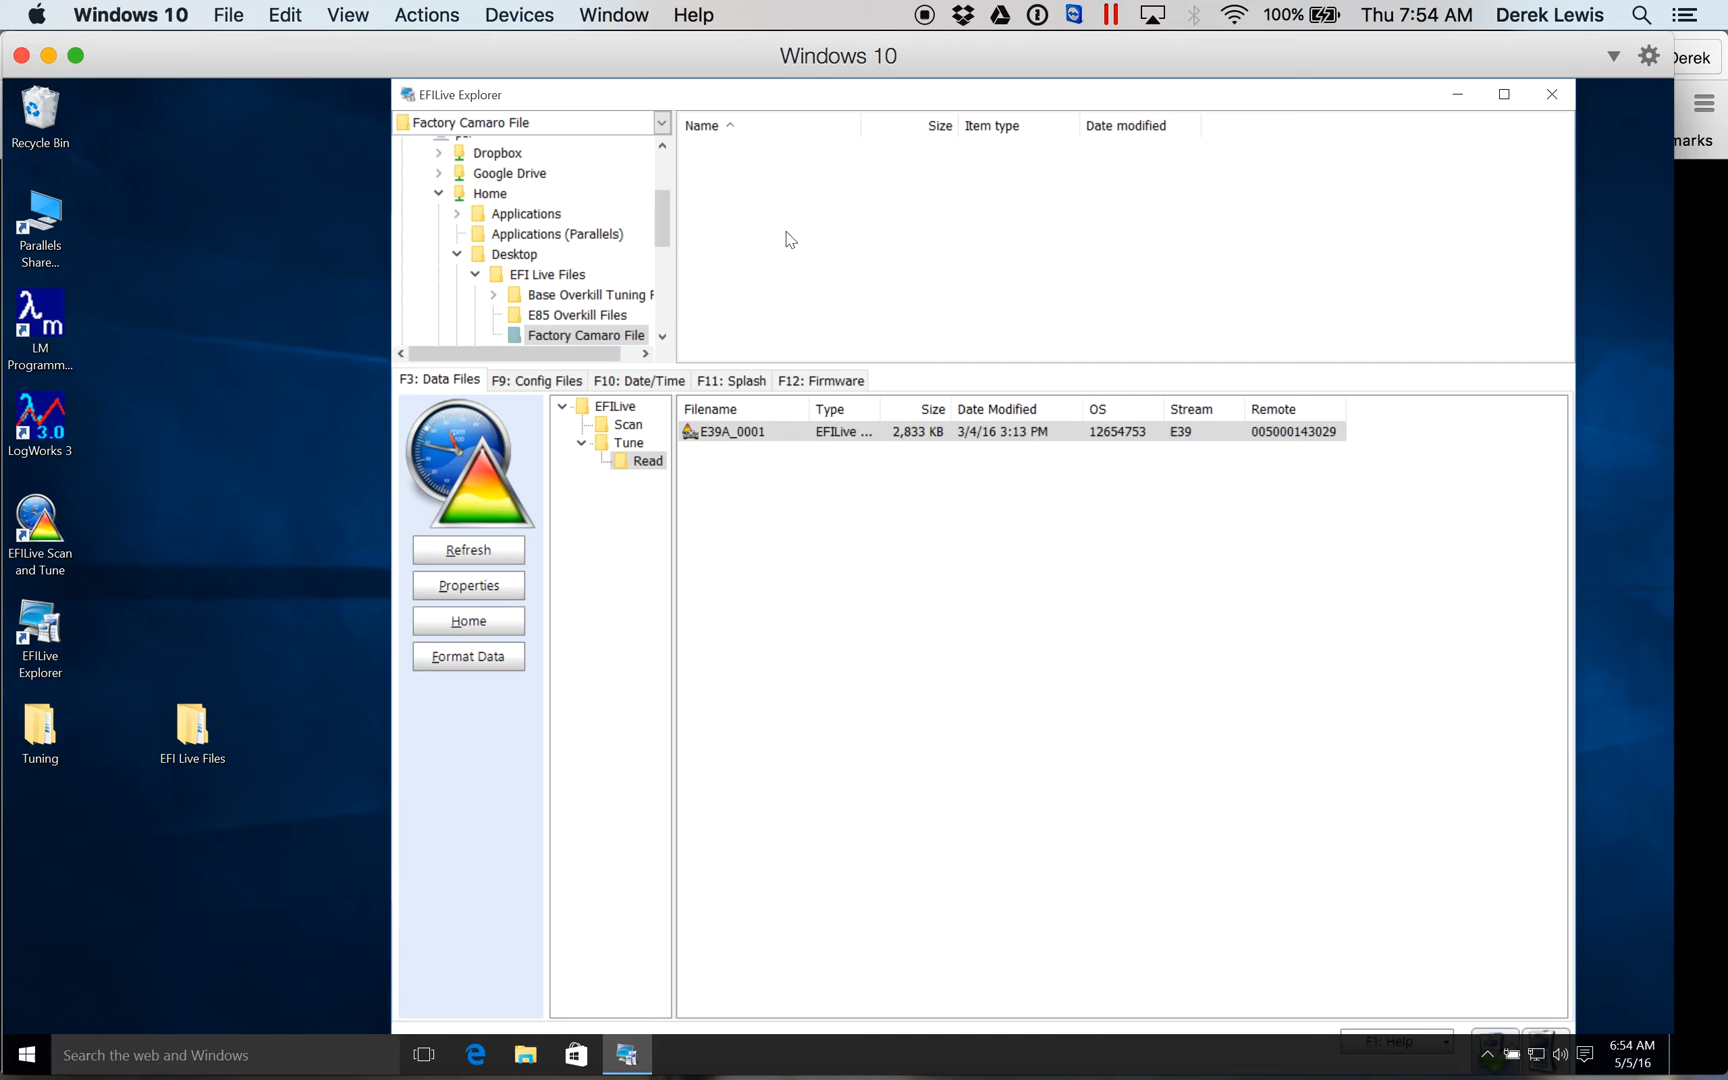 Windows 10 File Edit View Actions Devices Window Help 100% Thu 7:54 AM Derek Lewis
Windows 10
Derek
marks
Recycle Bin
Parallels
Share...
LM
Programm...
LogWorks 3
EFILive Scan
and Tune
EFILive
Explorer
Tuning
EFI Live Files
EFILive Explorer
Factory Camaro File
Dropbox
Google Drive
Home
Applications
Applications (Parallels)
Desktop
EFI Live Files
Base Overkill Tuning F
E85 Overkill Files
Factory Camaro File
Name Size Item type Date modified
F3: Data Files F9: Config Files F10: Date/Time F11: Splash F12: Firmware
rpm
Refresh
Properties
Home
Format Data
EFILive
Scan
Tune
Read
Filename Type Size Date Modified OS Stream Remote
E39A_0001 EFILive ... 2,833 KB 3/4/16 3:13 PM 12654753 E39 005000143029
F1: Help
Search the web and Windows
6:54 AM
5/5/16